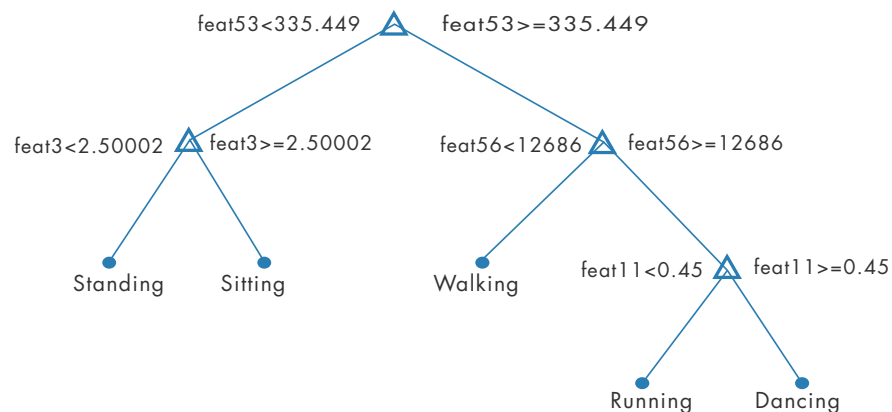 feat53<335.449
feat53>=335.449
feat3<2.50002
feat3>=2.50002
feat56<12686
feat56>=12686
Standing
Sitting
Walking
feat11<0.45
feat11>=0.45
Running
Dancing